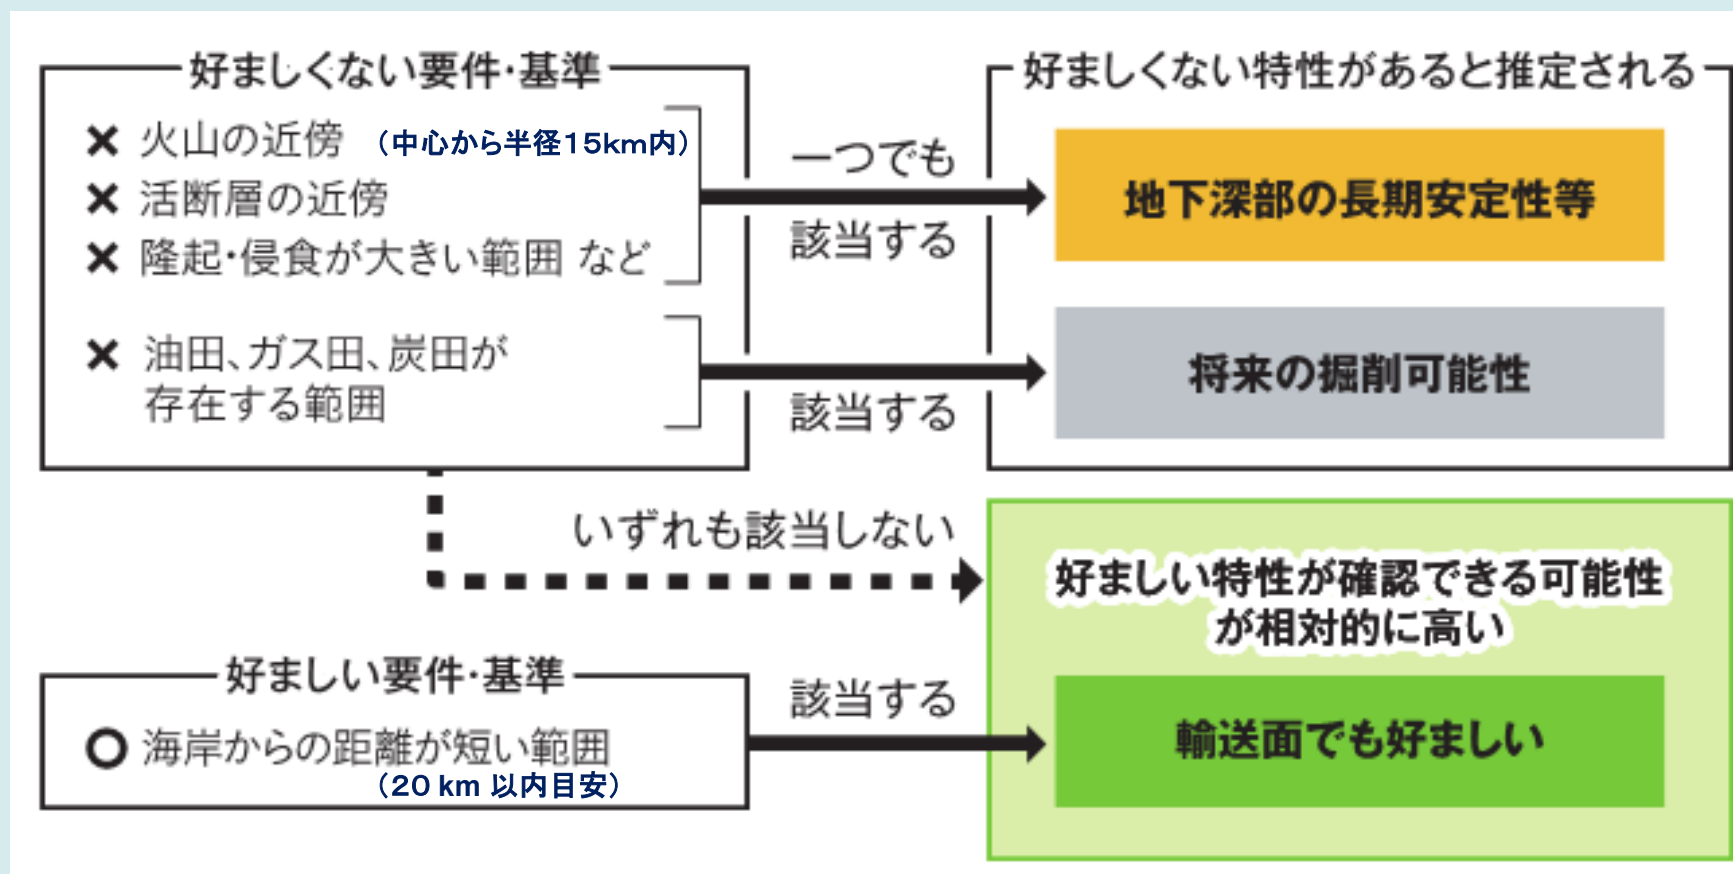 好ましくない要件・基準
× 火山の近傍 (中心から半径15km内)
× 活断層の近傍
× 隆起・侵食が大きい範囲 など
× 油田、ガス田、炭田が
存在する範囲
一つでも
該当する
該当する
好ましくない特性があると推定される
地下深部の長期安定性等
将来の掘削可能性
いずれも該当しない
好ましい特性が確認できる可能性
が相対的に高い
好ましい要件・基準
○ 海岸からの距離が短い範囲
(20 km 以内目安)
該当する
輸送面でも好ましい